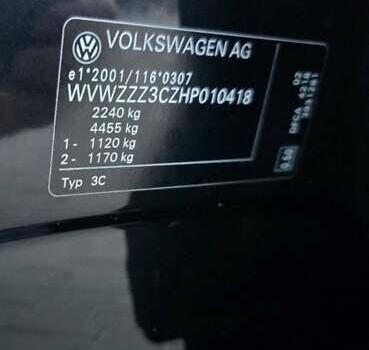 VOLKSWAGEN AG
e1*2001/116*0307
WVWZZZ3CZHP010418
2240 kg
4455 kg
1- 1120 kg
2- 1170 kg
Typ 3C